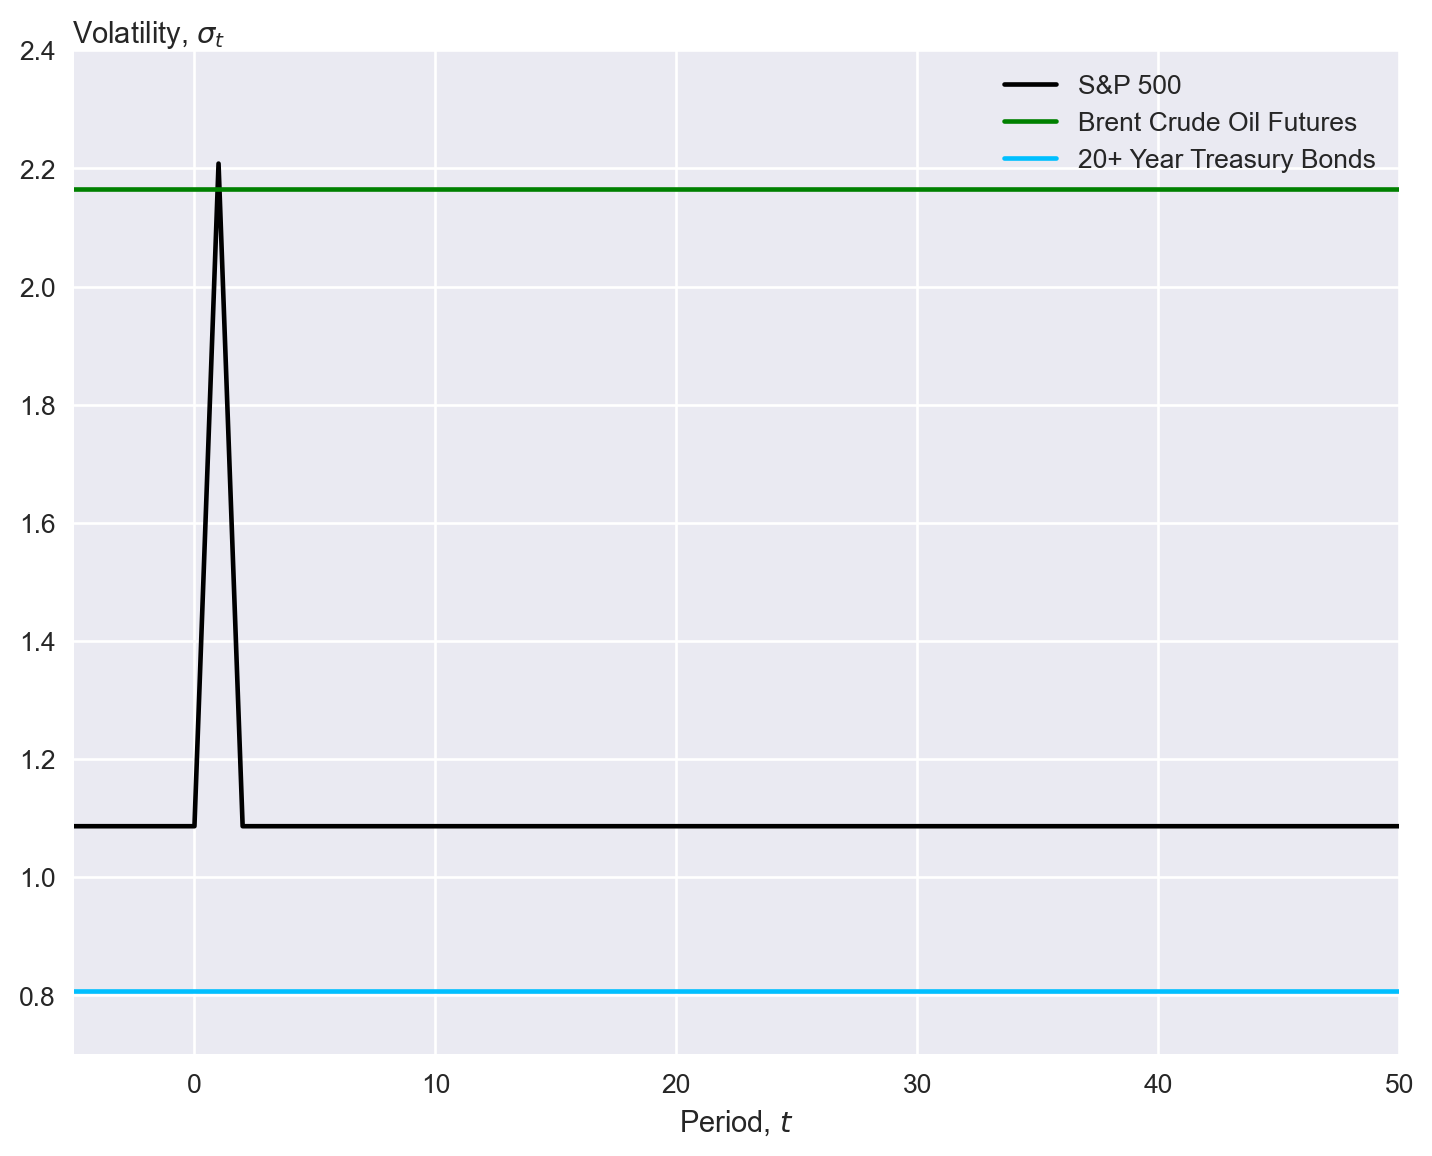 Volatility, σt
2.4
2.2
2.0
1.8
1.6
1.4
1.2
1.0
0.8
S&P 500
Brent Crude Oil Futures
20+ Year Treasury Bonds
0 10 20 30 40 50
Period, t